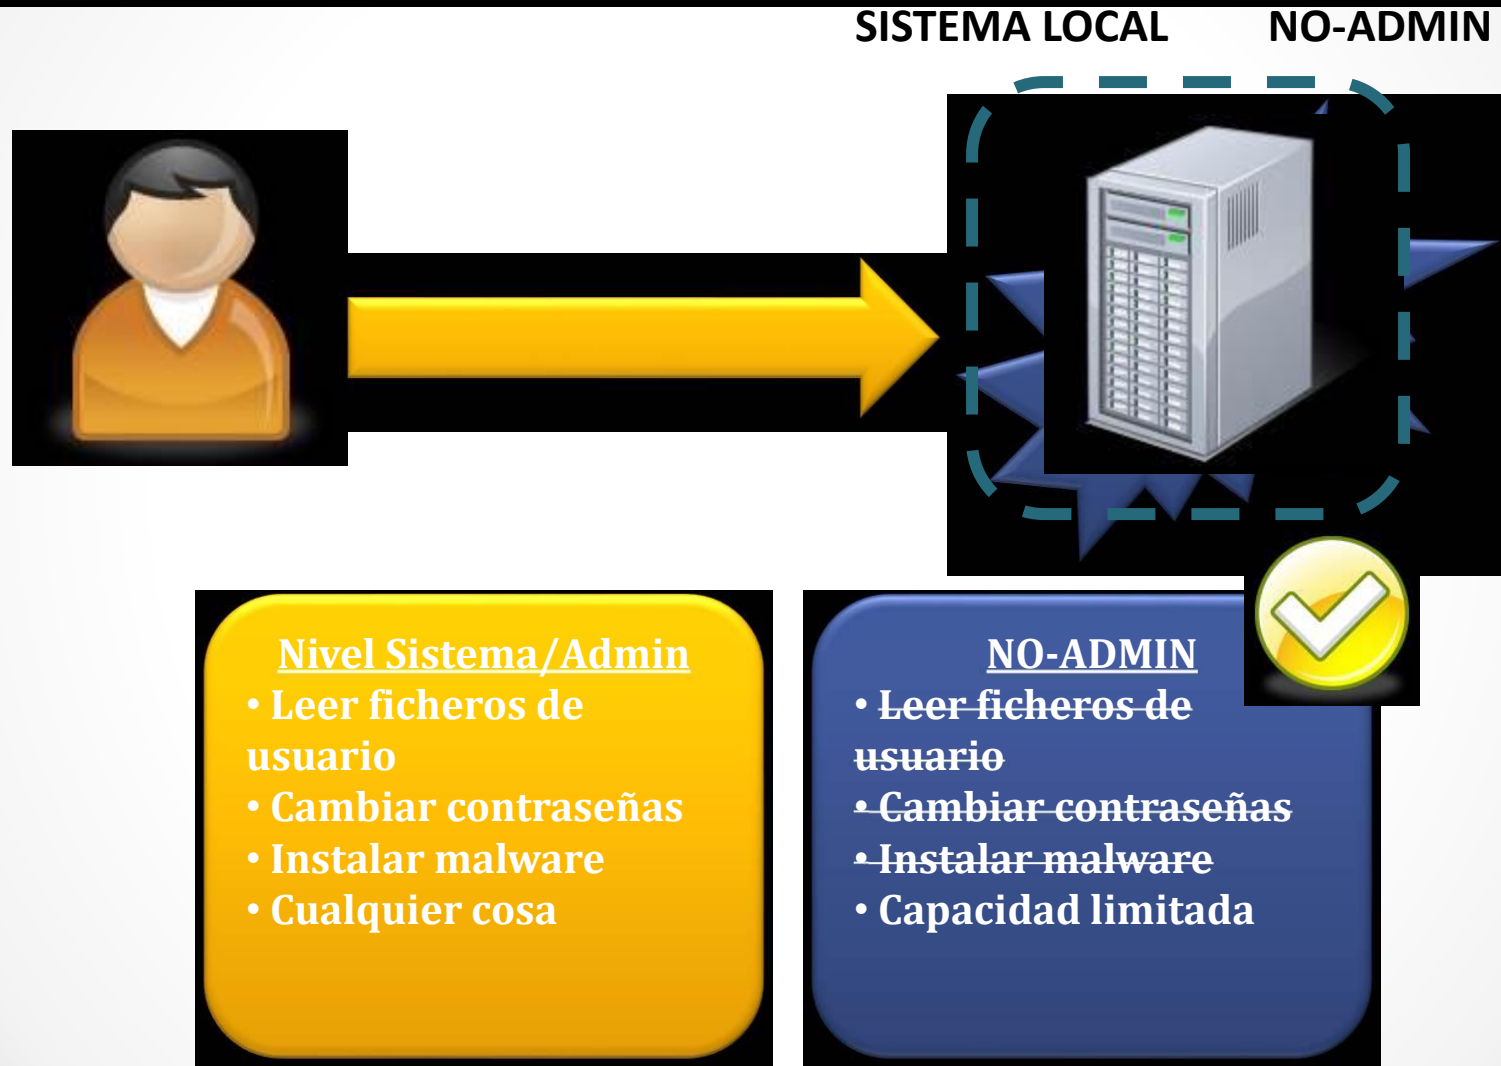 SISTEMA LOCAL NO-ADMIN
Nivel Sistema/Admin
• Leer ficheros de
usuario
• Cambiar contraseñas
• Instalar malware
• Cualquier cosa
NO-ADMIN
• Leer ficheros de
usuario
• Cambiar contraseñas
• Instalar malware
• Capacidad limitada